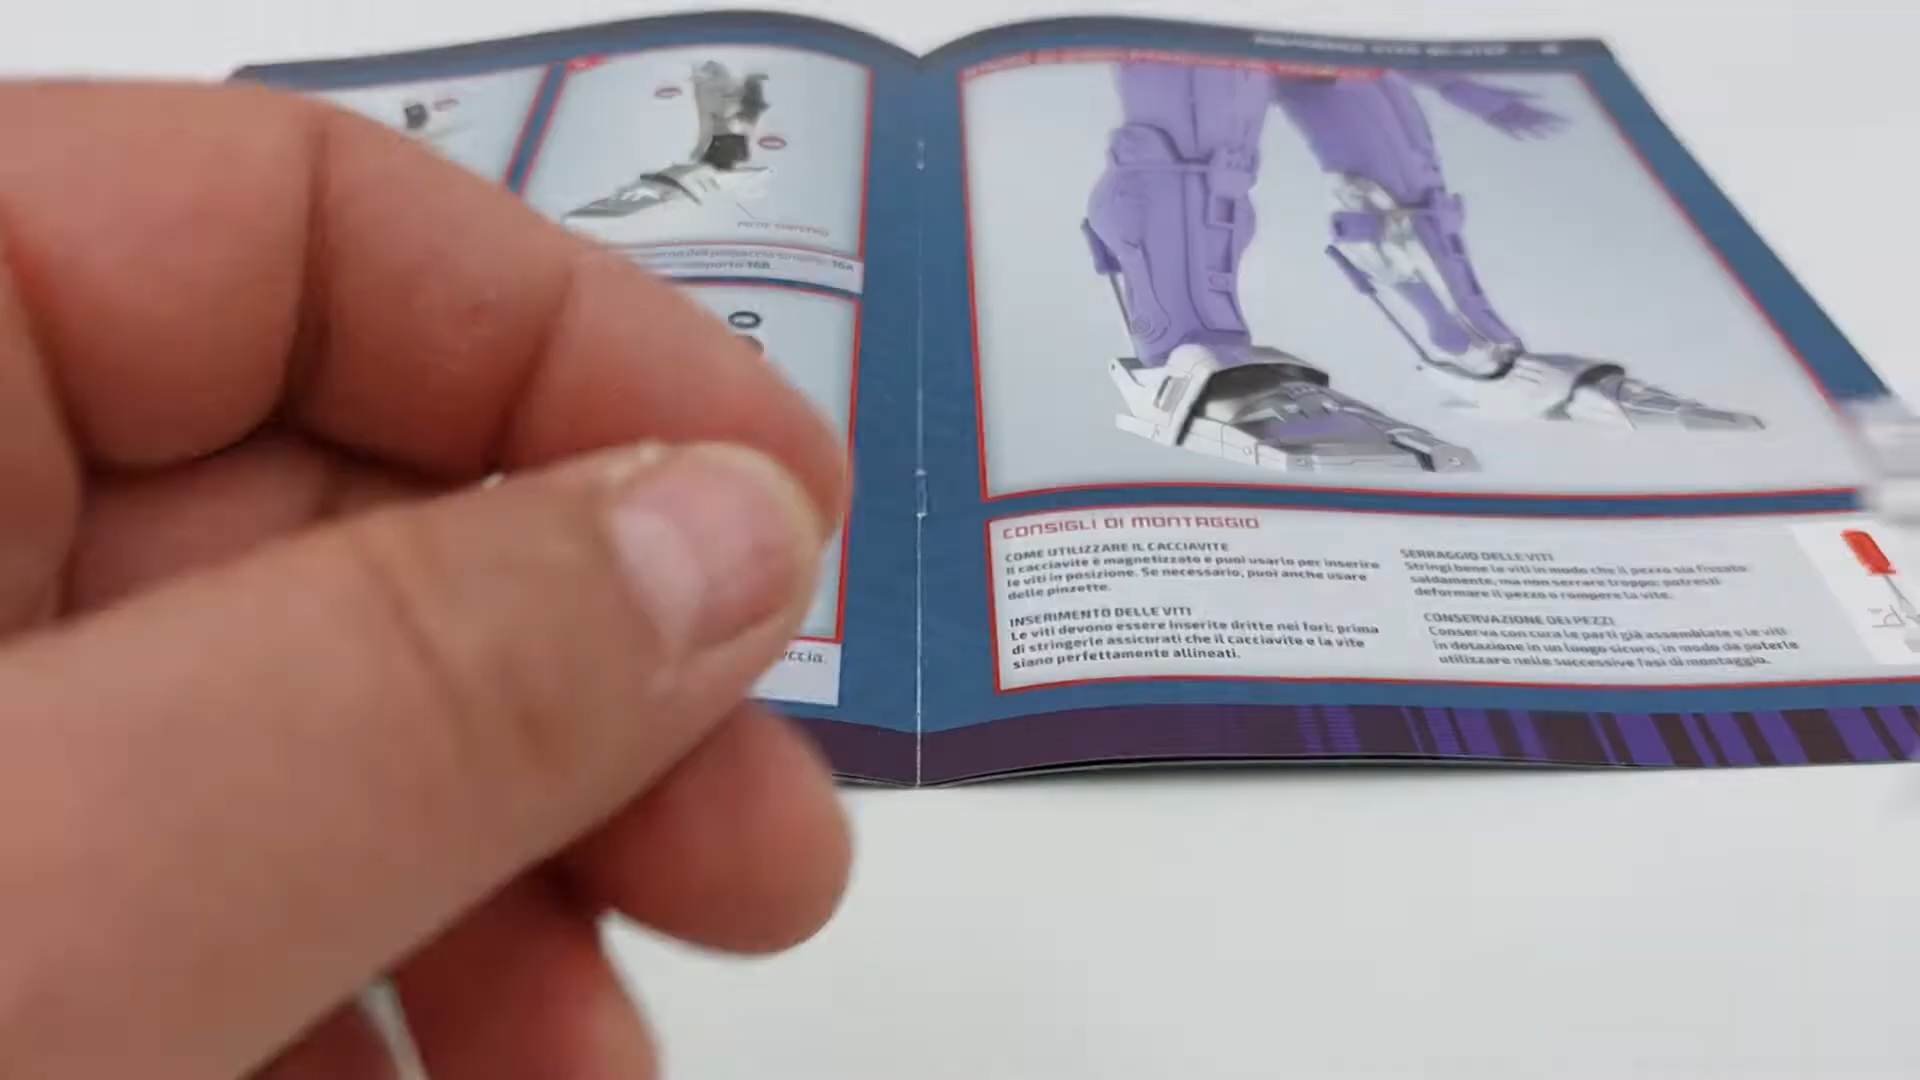 16A
16B.
ccia.
CONSIGLI DI MONTAGGIO
COME UTILIZZARE IL CACCIAVITE
Il cacciavite è magnetizzato e puoi usarlo per inserire
le viti in posizione. Se necessario, puoi anche usare
delle pinzette.
INSERIMENTO DELLE VITI
Le viti devono essere inserite dritte nei fori: prima
di stringerle assicurati che il cacciavite e la vite
siano perfettamente allineati.
SERRAGGIO DELLE VITI
Stringi bene le viti in modo che il pezzo sia fissato
saldamente, ma non serrare troppo: potresti
deformare il pezzo o rompere la vite.
CONSERVAZIONE DEI PEZZI
Conserva con cura le parti già assemblate e le viti
in dotazione in un luogo sicuro, in modo da poterle
utilizzare nelle successive fasi di montaggio.